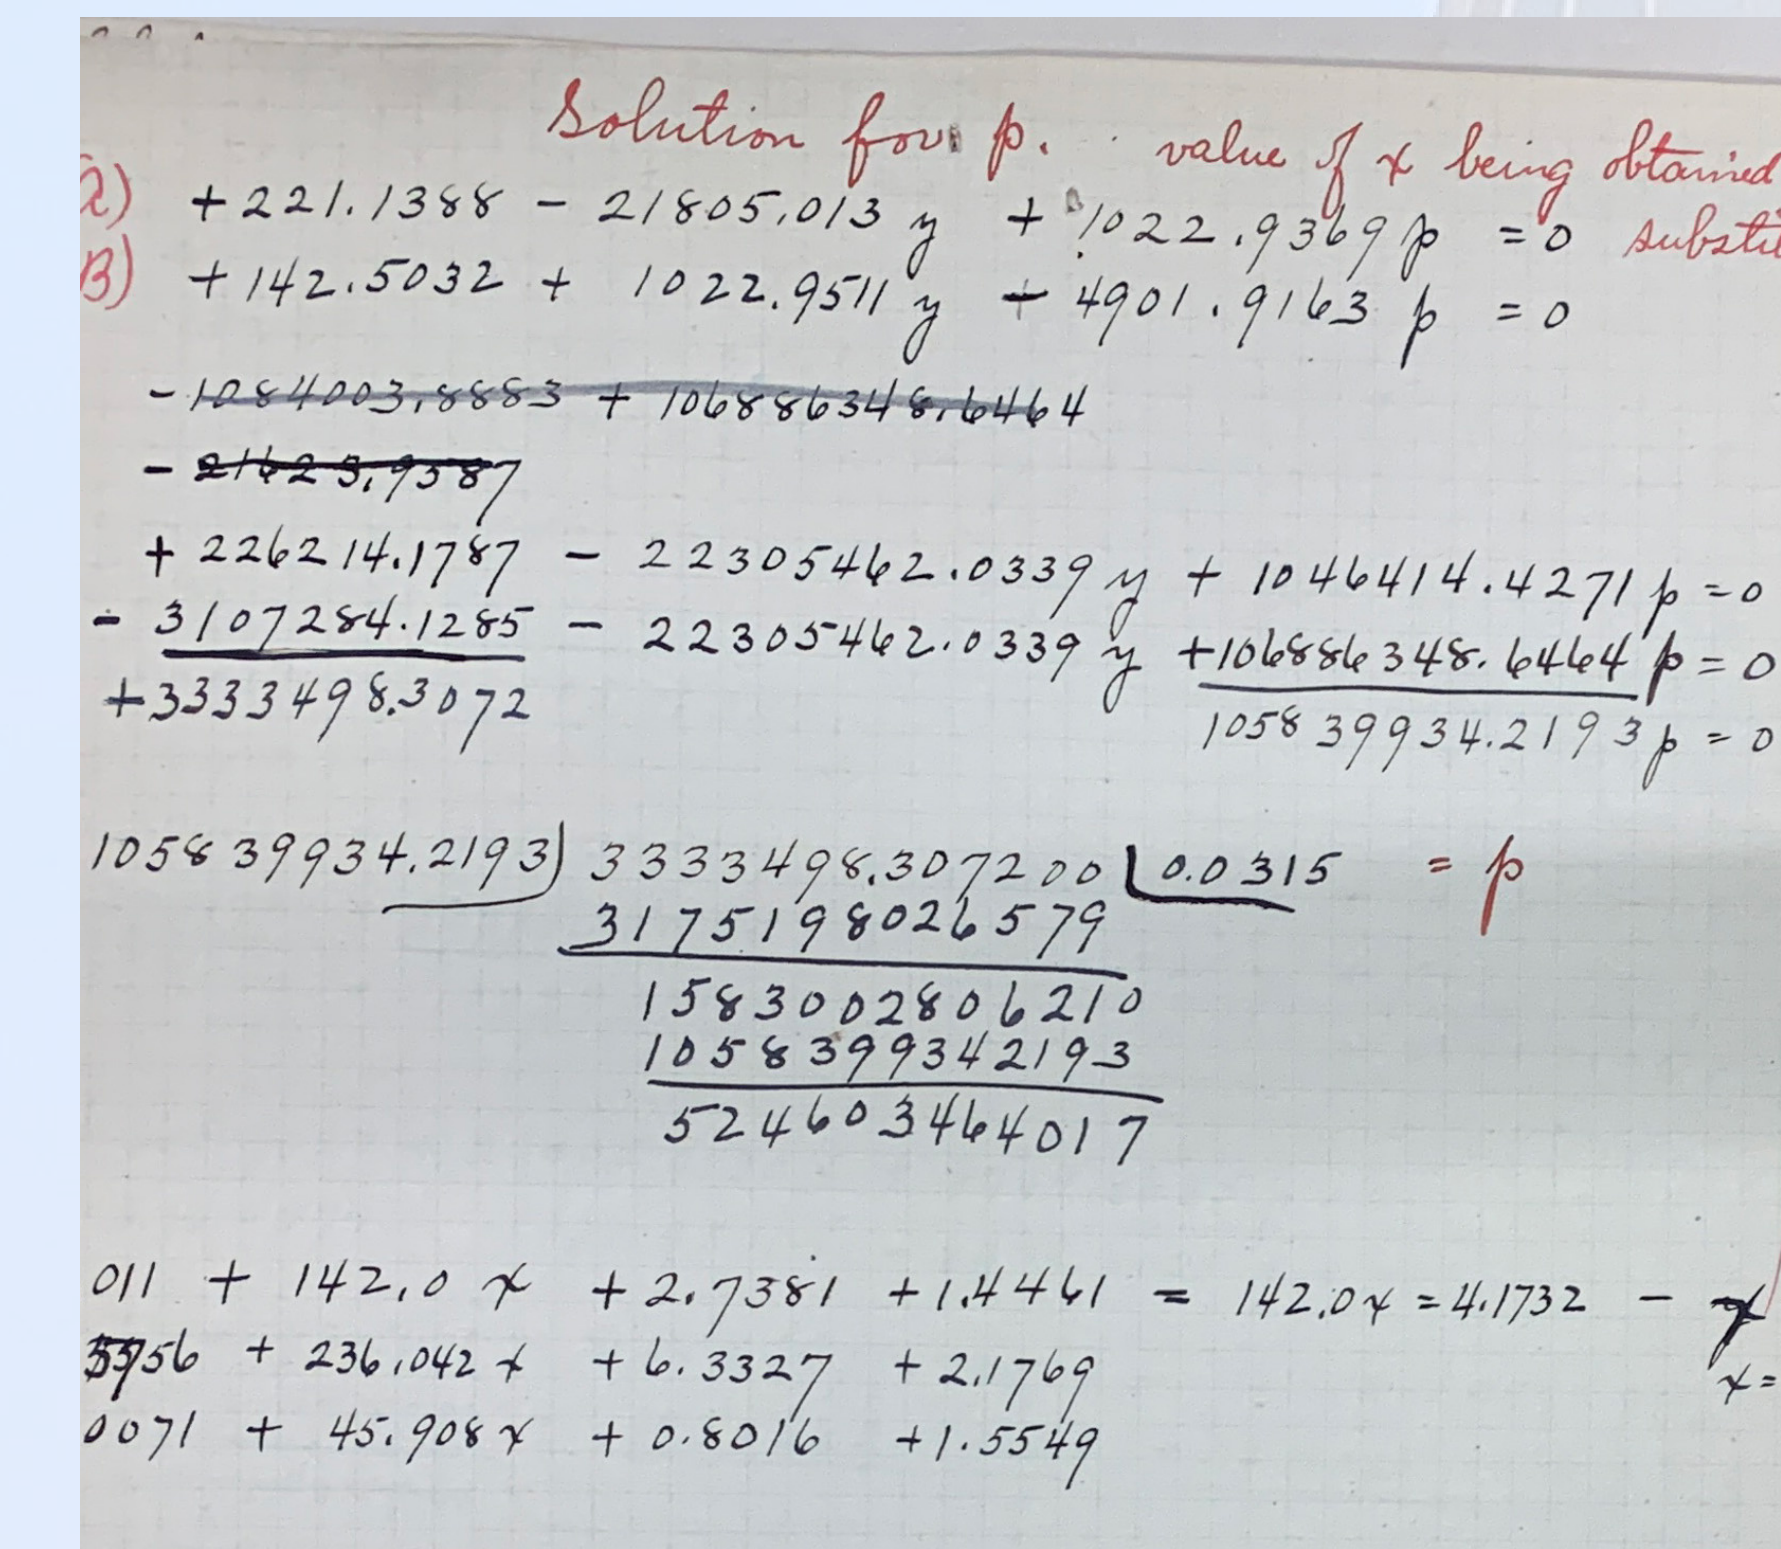 Solution for p. value of x being obtained
2) +221.1388 - 21805.013 y + 1022.9369 p = 0 substi
B) +142.5032 + 1022.9511 y - 4901.9163 p = 0
-1084003.8883 + 106886348.6464
- 21623.9587
+ 226214.1787 - 22305462.0339 y + 1046414.4271 p = 0
- 3107284.1285 - 22305462.0339 y + 106886348.6464 p = 0
+3333498.3072 105839934.2193 p = 0
105839934.2193) 3333498.307200 | 0.0315 = p
3175198026579
1583002806210
1058399342193
524603464017
011 + 142.0 x + 2.7381 + 1.4461 = 142.0x = 4.1732 -
5756 + 236.042 x + 6.3327 + 2.1769 x =
0071 + 45.908 x + 0.8016 + 1.5549